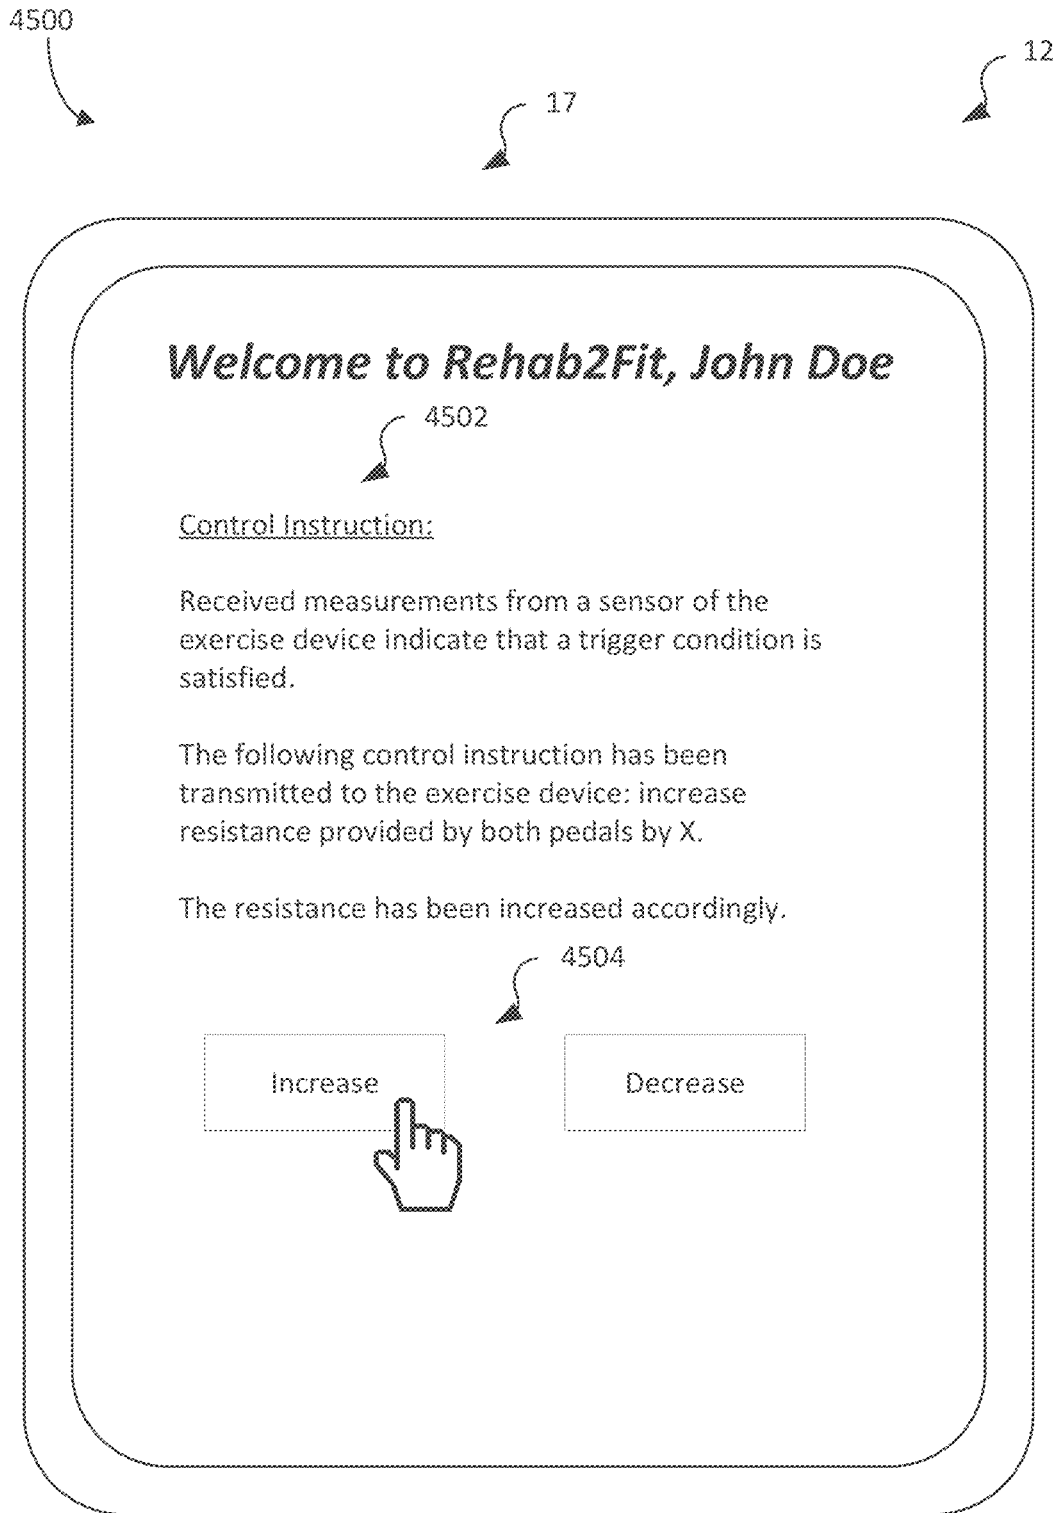 4500
12
17
Welcome to Rehab2Fit, John Doe
4502
Control Instruction:
Received measurements from a sensor of the
exercise device indicate that a trigger condition is
satisfied.
The following control instruction has been
transmitted to the exercise device: increase
resistance provided by both pedals by X.
The resistance has been increased accordingly.
4504
Increase
Decrease